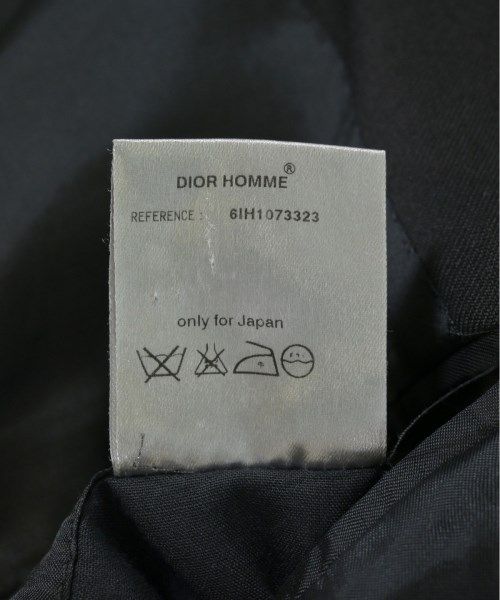 DIOR HOMME®
REFERENCE : 6IH1073323
only for Japan